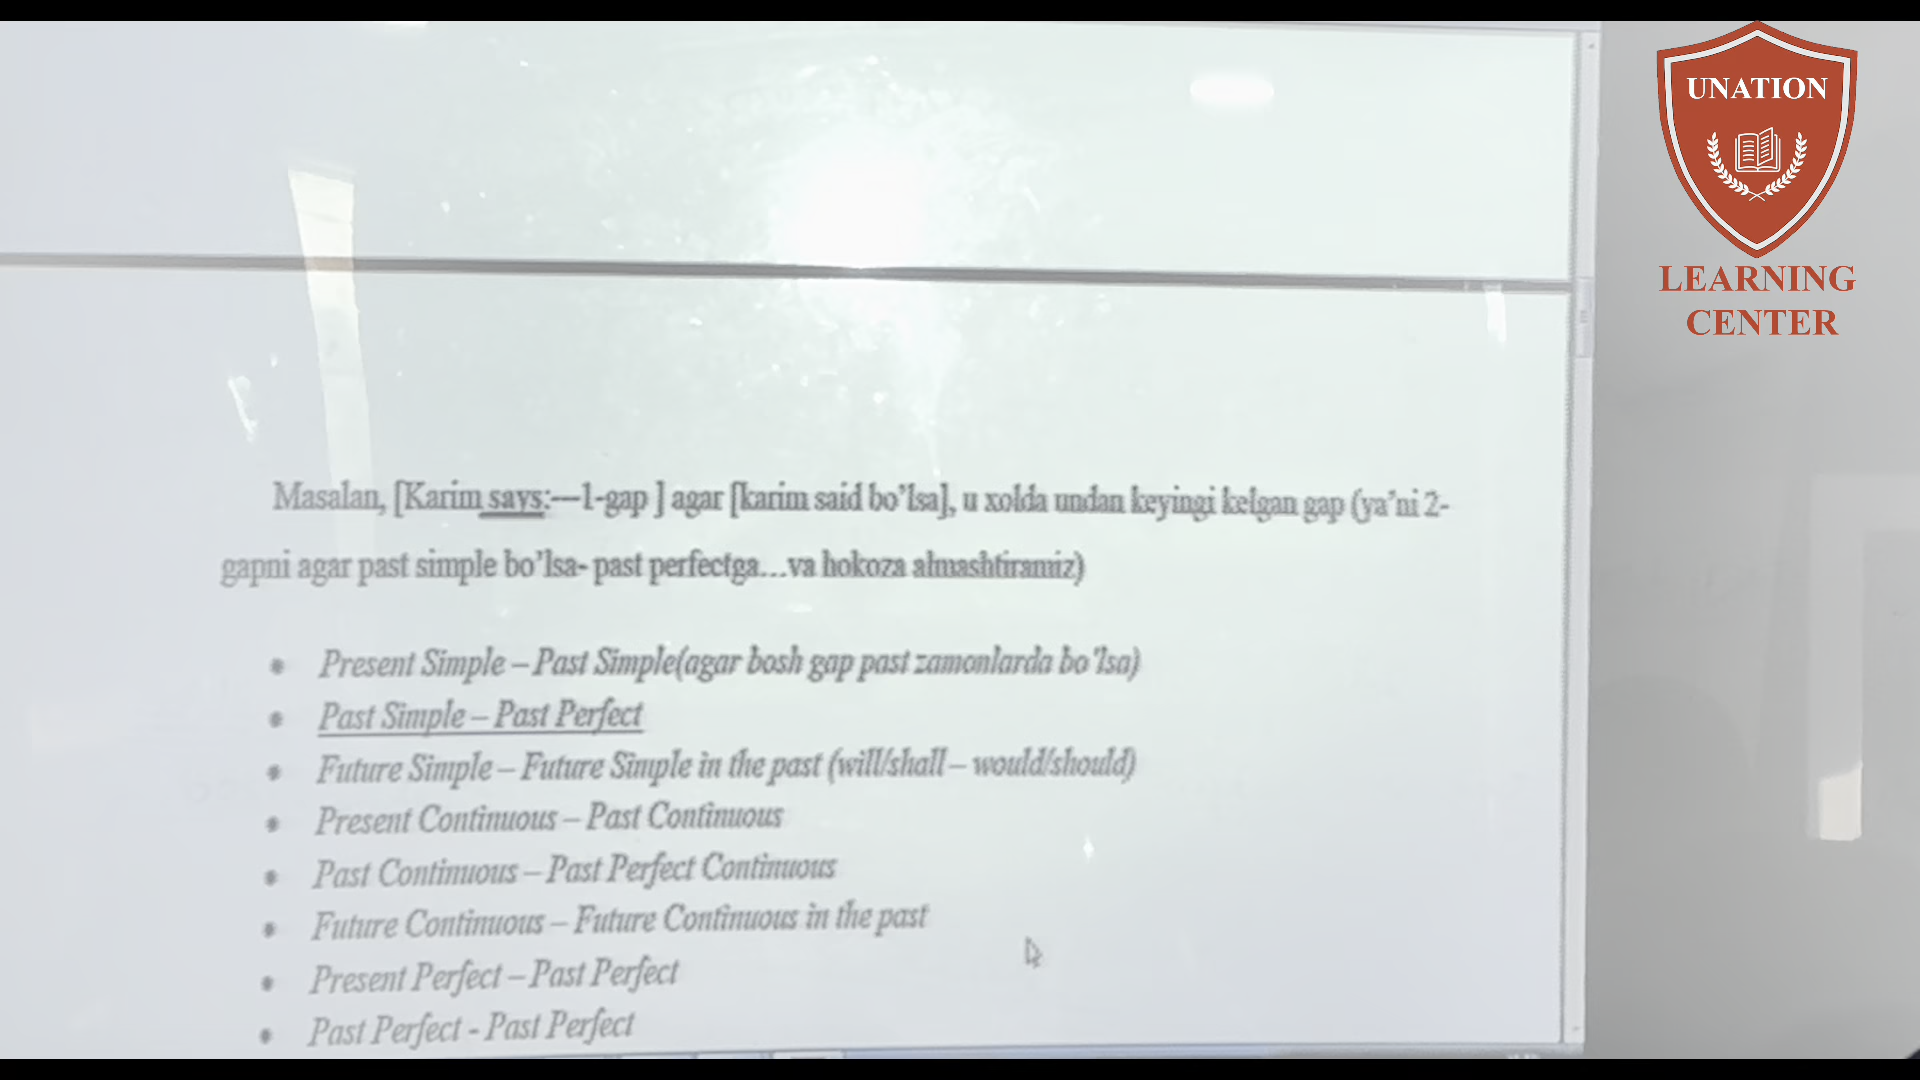 UNATION
LEARNING
CENTER
Masalan, [Karim says:---1-gap ] agar [karim said bo’lsa], u xolda undan keyingi kelgan gap (ya’ni 2-
gapni agar past simple bo’lsa- past perfectga...va hokoza almashtiramiz)
Present Simple – Past Simple(agar bosh gap past zamonlarda bo’lsa)
Past Simple – Past Perfect
Future Simple – Future Simple in the past (will/shall – would/should)
Present Continuous – Past Continuous
Past Continuous – Past Perfect Continuous
Future Continuous – Future Continuous in the past
Present Perfect – Past Perfect
Past Perfect - Past Perfect